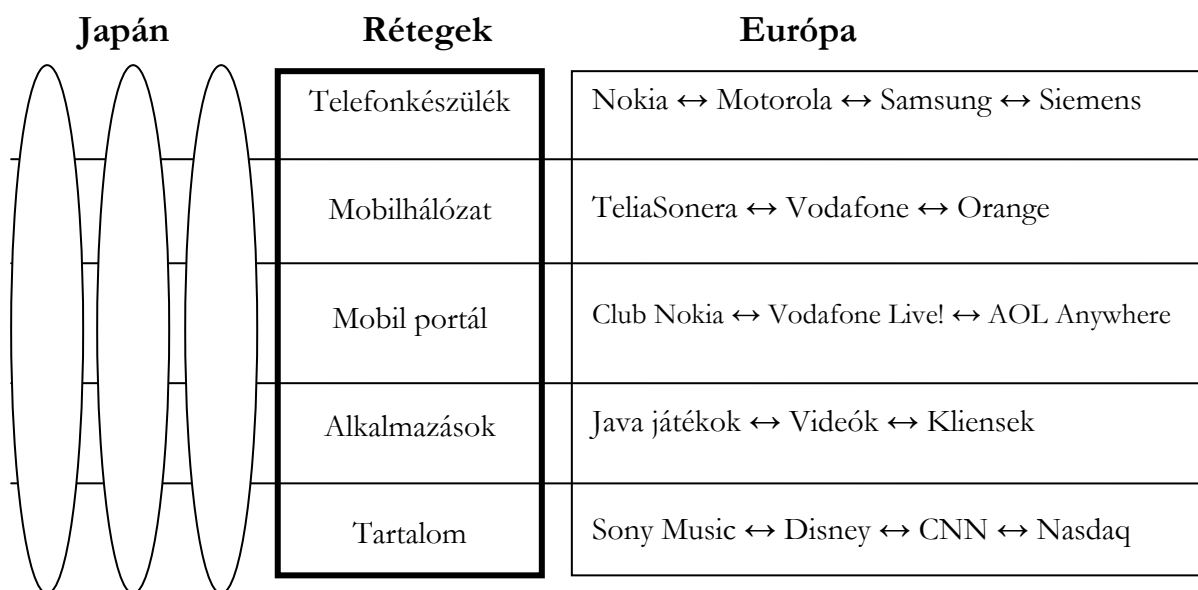 Japán Rétegek Európa
Telefonkészülék Nokia ↔ Motorola ↔ Samsung ↔ Siemens
Mobilhálózat TeliaSonera ↔ Vodafone ↔ Orange
Mobil portál Club Nokia ↔ Vodafone Live! ↔ AOL Anywhere
Alkalmazások Java játékok ↔ Videók ↔ Kliensek
Tartalom Sony Music ↔ Disney ↔ CNN ↔ Nasdaq